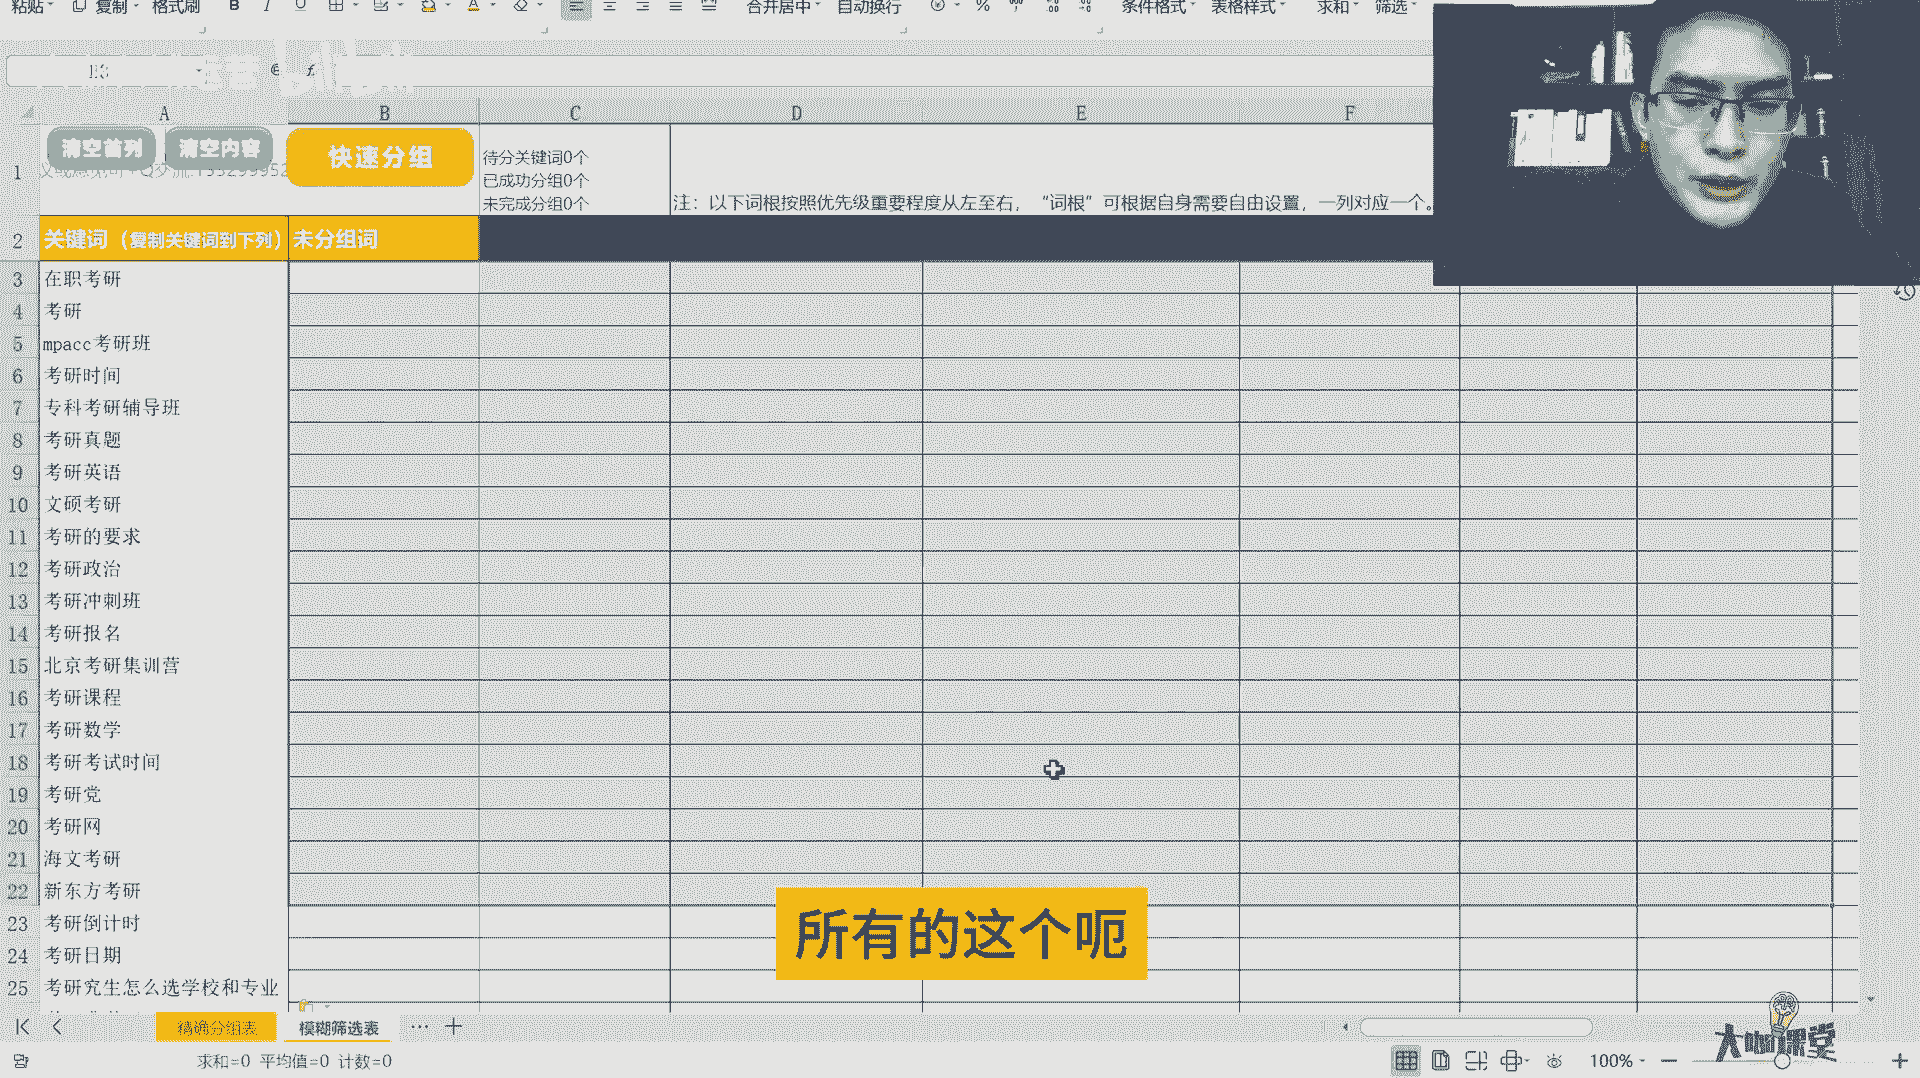 粘贴 复制 格式刷 B I U 合并居中 自动换行 % 条件格式 表格样式 求和 筛选
A B C D E F
1 清空首列 清空内容 快速分组
待分关键词0个
已成功分组0个
未完成分组0个
注：以下词根按照优先级重要程度从左至右，“词根”可根据自身需要自由设置，一列对应一个。
2 关键词（复制关键词到下列） 未分组词
3 在职考研
4 考研
5 mpacc考研班
6 考研时间
7 专科考研辅导班
8 考研真题
9 考研英语
10 文硕考研
11 考研的要求
12 考研政治
13 考研冲刺班
14 考研报名
15 北京考研集训营
16 考研课程
17 考研数学
18 考研考试时间
19 考研党
20 考研网
21 海文考研
22 新东方考研
23 考研倒计时
24 考研日期
25 考研究生怎么选学校和专业
所有的这个呃
精确分组表 模糊筛选表 ··· +
求和=0 平均值=0 计数=0 100%
大咖课堂